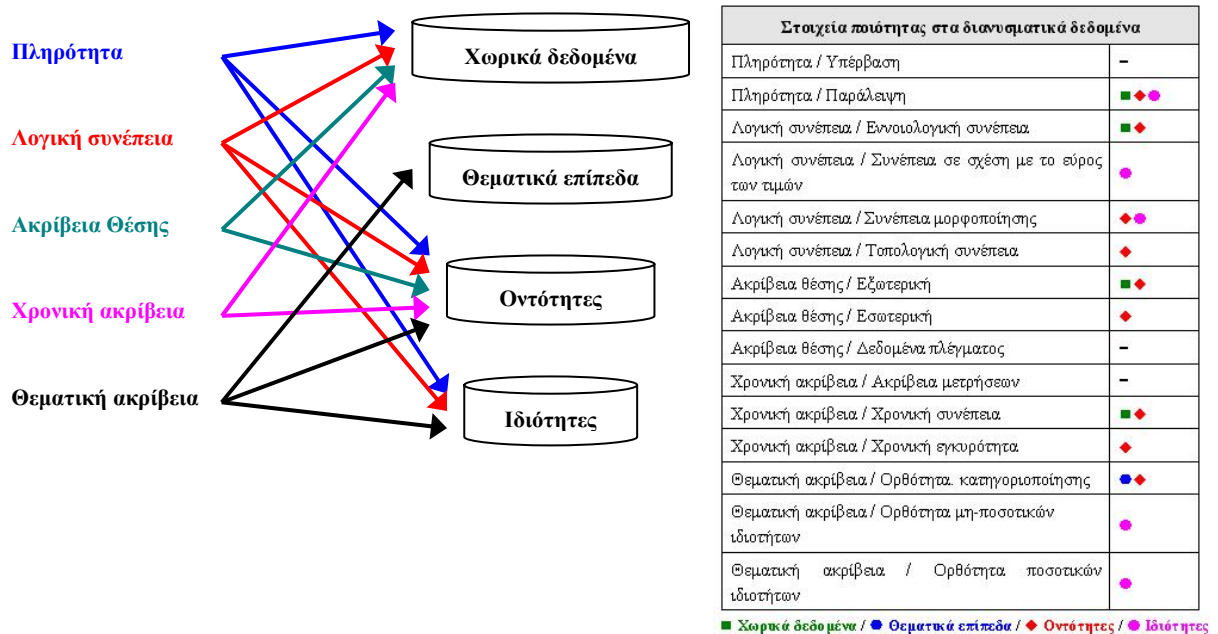 Πληρότητα
Λογική συνέπεια
Ακρίβεια Θέσης
Χρονική ακρίβεια
Θεματική ακρίβεια
Χωρικά δεδομένα
Θεματικά επίπεδα
Οντότητες
Ιδιότητες
Στοιχεία ποιότητας στα διανυσματικά δεδομένα
Πληρότητα / Υπέρβαση –
Πληρότητα / Παράλειψη
Λογική συνέπεια / Εννοιολογική συνέπεια
Λογική συνέπεια / Συνέπεια σε σχέση με το εύρος
των τιμών
Λογική συνέπεια / Συνέπεια μορφοποίησης
Λογική συνέπεια / Τοπολογική συνέπεια
Ακρίβεια θέσης / Εξωτερική
Ακρίβεια θέσης / Εσωτερική
Ακρίβεια θέσης / Δεδομένα πλέγματος –
Χρονική ακρίβεια / Ακρίβεια μετρήσεων –
Χρονική ακρίβεια / Χρονική συνέπεια
Χρονική ακρίβεια / Χρονική εγκυρότητα
Θεματική ακρίβεια / Ορθότητα. κατηγοριοποίησης
Θεματική ακρίβεια / Ορθότητα μη-ποσοτικών
ιδιοτήτων
Θεματική ακρίβεια / Ορθότητα ποσοτικών
ιδιοτήτων
■ Χωρικά δεδομένα / ● Θεματικά επίπεδα / ◆ Οντότητες / ● Ιδιότητες